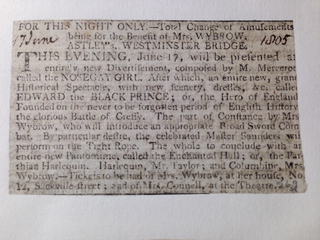 FOR THIS NIGHT ONLY.—Total Change of Amusements
17 June being for the Benefit of Mrs. WYBROW. 1805
ASTLEY's, WESTMINSTER BRIDGE.
THIS EVENING, June 17, will be presented an
entirely new Divertisement, composed by M. Mercerot
called the NOSEGAY GIRL. After which, an entire new, grand
Historical Spectacle, with new scenery, dresses, &c. called
EDWARD the BLACK PRINCE; or, the Hero of England
Founded on the never to be forgotten period of English History
the glorious Battle of Cressy. The part of Constance by Mrs
Wybrow, who will introduce an appropriate Broad Sword Com
bat. By particular desire, the celebrated Master Saunders will
perform on the Tight Rope. The whole to conclude with an
entire new Pantomime, called the Enchanted Hall; or, the Par
thian Harlequin. Harlequin, Mr. Taylor; and Columbine, Mrs.
Wybrow.—Tickets to be had of Mrs. Wybrow, at her house, No.
12, Sackville-street; and of Mrs. Connell, at the Theatre.